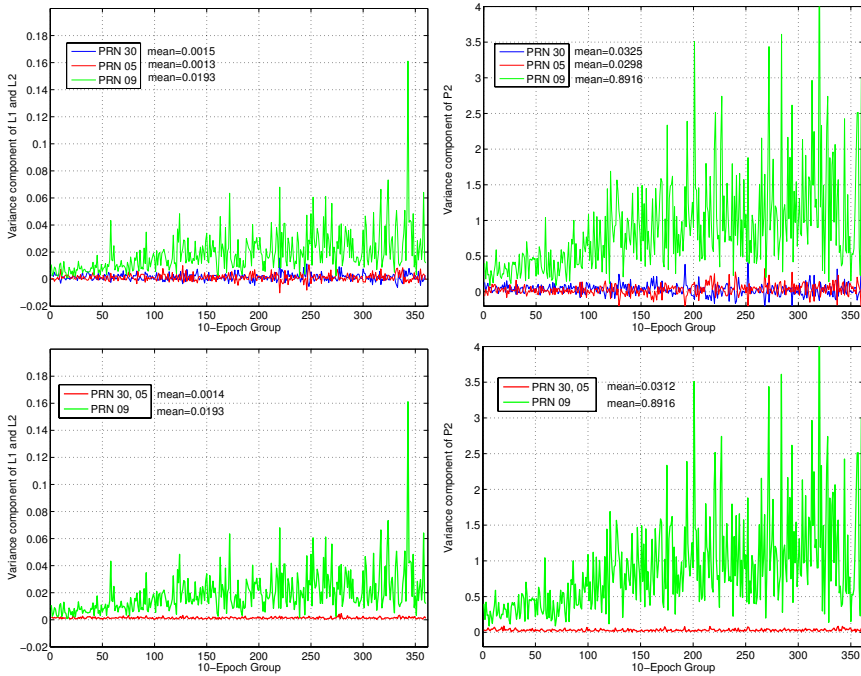 0.18
0.16
0.14
0.12
0.1
0.08
0.06
0.04
0.02
0
−0.02
Variance component of L1 and L2
PRN 30 mean=0.0015
PRN 05 mean=0.0013
PRN 09 mean=0.0193
0 50 100 150 200 250 300 350
10−Epoch Group
4
3.5
3
2.5
2
1.5
1
0.5
0
Variance component of P2
PRN 30 mean=0.0325
PRN 05 mean=0.0298
PRN 09 mean=0.8916
0 50 100 150 200 250 300 350
10−Epoch Group
0.18
0.16
0.14
0.12
0.1
0.08
0.06
0.04
0.02
0
−0.02
Variance component of L1 and L2
PRN 30, 05 mean=0.0014
PRN 09 mean=0.0193
0 50 100 150 200 250 300 350
10−Epoch Group
4
3.5
3
2.5
2
1.5
1
0.5
0
Variance component of P2
PRN 30, 05 mean=0.0312
PRN 09 mean=0.8916
0 50 100 150 200 250 300 350
10−Epoch Group